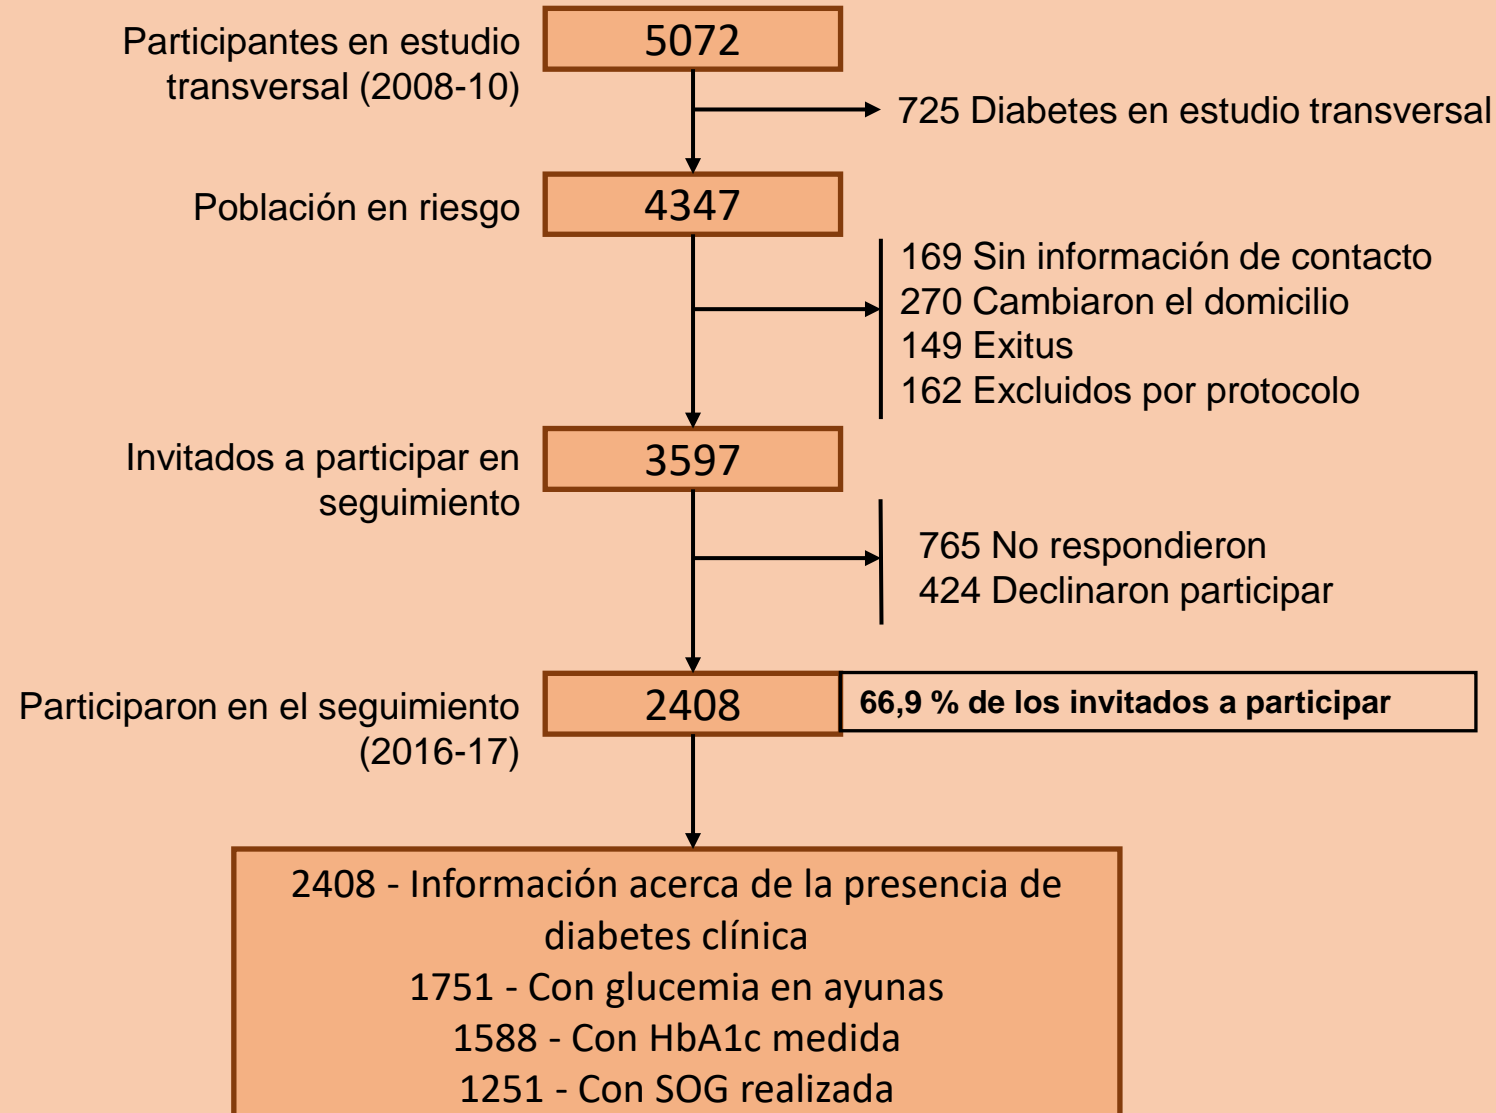 Participantes en estudio
transversal (2008-10)
5072
725 Diabetes en estudio transversal
Población en riesgo
4347
169 Sin información de contacto
270 Cambiaron el domicilio
149 Exitus
162 Excluidos por protocolo
Invitados a participar en
seguimiento
3597
765 No respondieron
424 Declinaron participar
Participaron en el seguimiento
(2016-17)
2408
66,9 % de los invitados a participar
2408 - Información acerca de la presencia de
diabetes clínica
1751 - Con glucemia en ayunas
1588 - Con HbA1c medida
1251 - Con SOG realizada